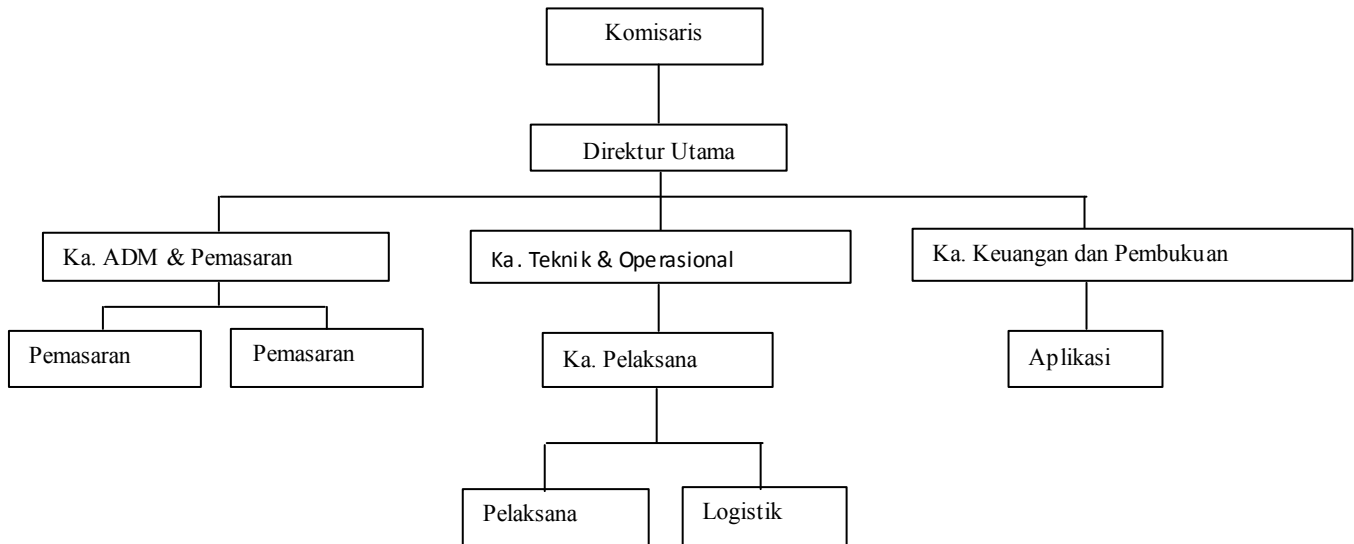 Komisaris
Direktur Utama
Ka. ADM & Pemasaran
Ka. Teknik & Operasional
Ka. Keuangan dan Pembukuan
Pemasaran
Pemasaran
Ka. Pelaksana
Aplikasi
Pelaksana
Logistik